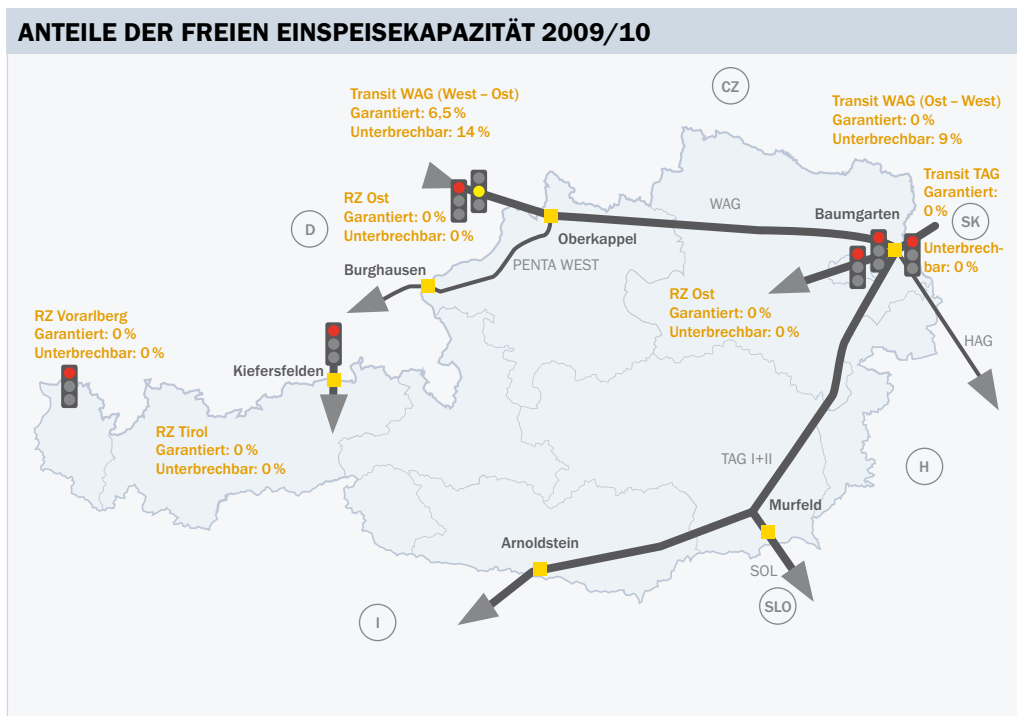 ANTEILE DER FREIEN EINSPEISEKAPAZITÄT 2009/10
CZ
Transit WAG (West – Ost)
Garantiert: 6,5 %
Unterbrechbar: 14 %
Transit WAG (Ost – West)
Garantiert: 0 %
Unterbrechbar: 9 %
Transit TAG
Garantiert:
0 %
SK
Unterbrech-
bar: 0 %
RZ Ost
Garantiert: 0 %
Unterbrechbar: 0 %
D
WAG
Baumgarten
Oberkappel
PENTA WEST
Burghausen
RZ Ost
Garantiert: 0 %
Unterbrechbar: 0 %
HAG
RZ Vorarlberg
Garantiert: 0 %
Unterbrechbar: 0 %
Kiefersfelden
RZ Tirol
Garantiert: 0 %
Unterbrechbar: 0 %
TAG I+II
H
Murfeld
Arnoldstein
SOL
SLO
I